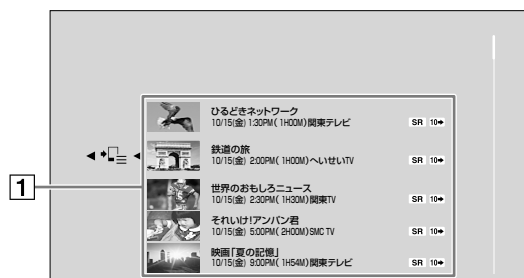 ひるどきネットワーク
10/15(金) 1:30PM( 1H00M)関東テレビ
SR 10
鉄道の旅
10/15(金) 2:00PM( 1H00M)へいせいTV
SR 10
1
世界のおもしろニュース
10/15(金) 2:30PM( 1H30M)関東TV
SR 10
それいけ!アンパン君
10/15(金) 5:00PM( 2H00M)SMC TV
SR 10
映画「夏の記憶」
10/15(金) 9:00PM( 1H54M)関東テレビ
SR 10